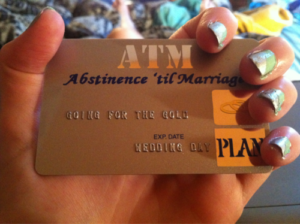 ATM
Abstinence 'til Marriage
GOING FOR THE GOLD
EXP DATE
WEDDING DAY
PLAN